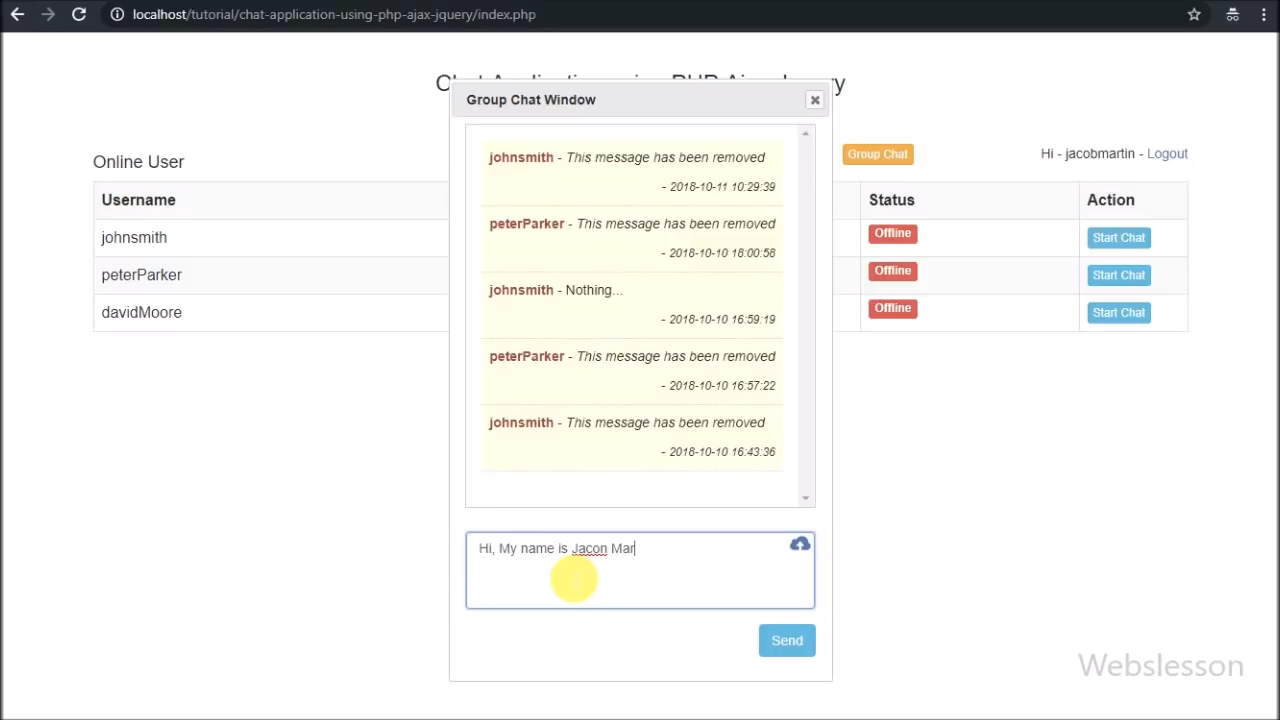 localhost/tutorial/chat-application-using-php-ajax-jquery/index.php
Group Chat Window
johnsmith - This message has been removed
- 2018-10-11 10:29:39
peterParker - This message has been removed
- 2018-10-10 18:00:58
johnsmith - Nothing...
- 2018-10-10 16:59:19
peterParker - This message has been removed
- 2018-10-10 16:57:22
johnsmith - This message has been removed
- 2018-10-10 16:43:36
Hi, My name is Jacon Mar
Send
Online User
Group Chat
Hi - jacobmartin - Logout
Username Status Action
johnsmith Offline Start Chat
peterParker Offline Start Chat
davidMoore Offline Start Chat
Webslesson